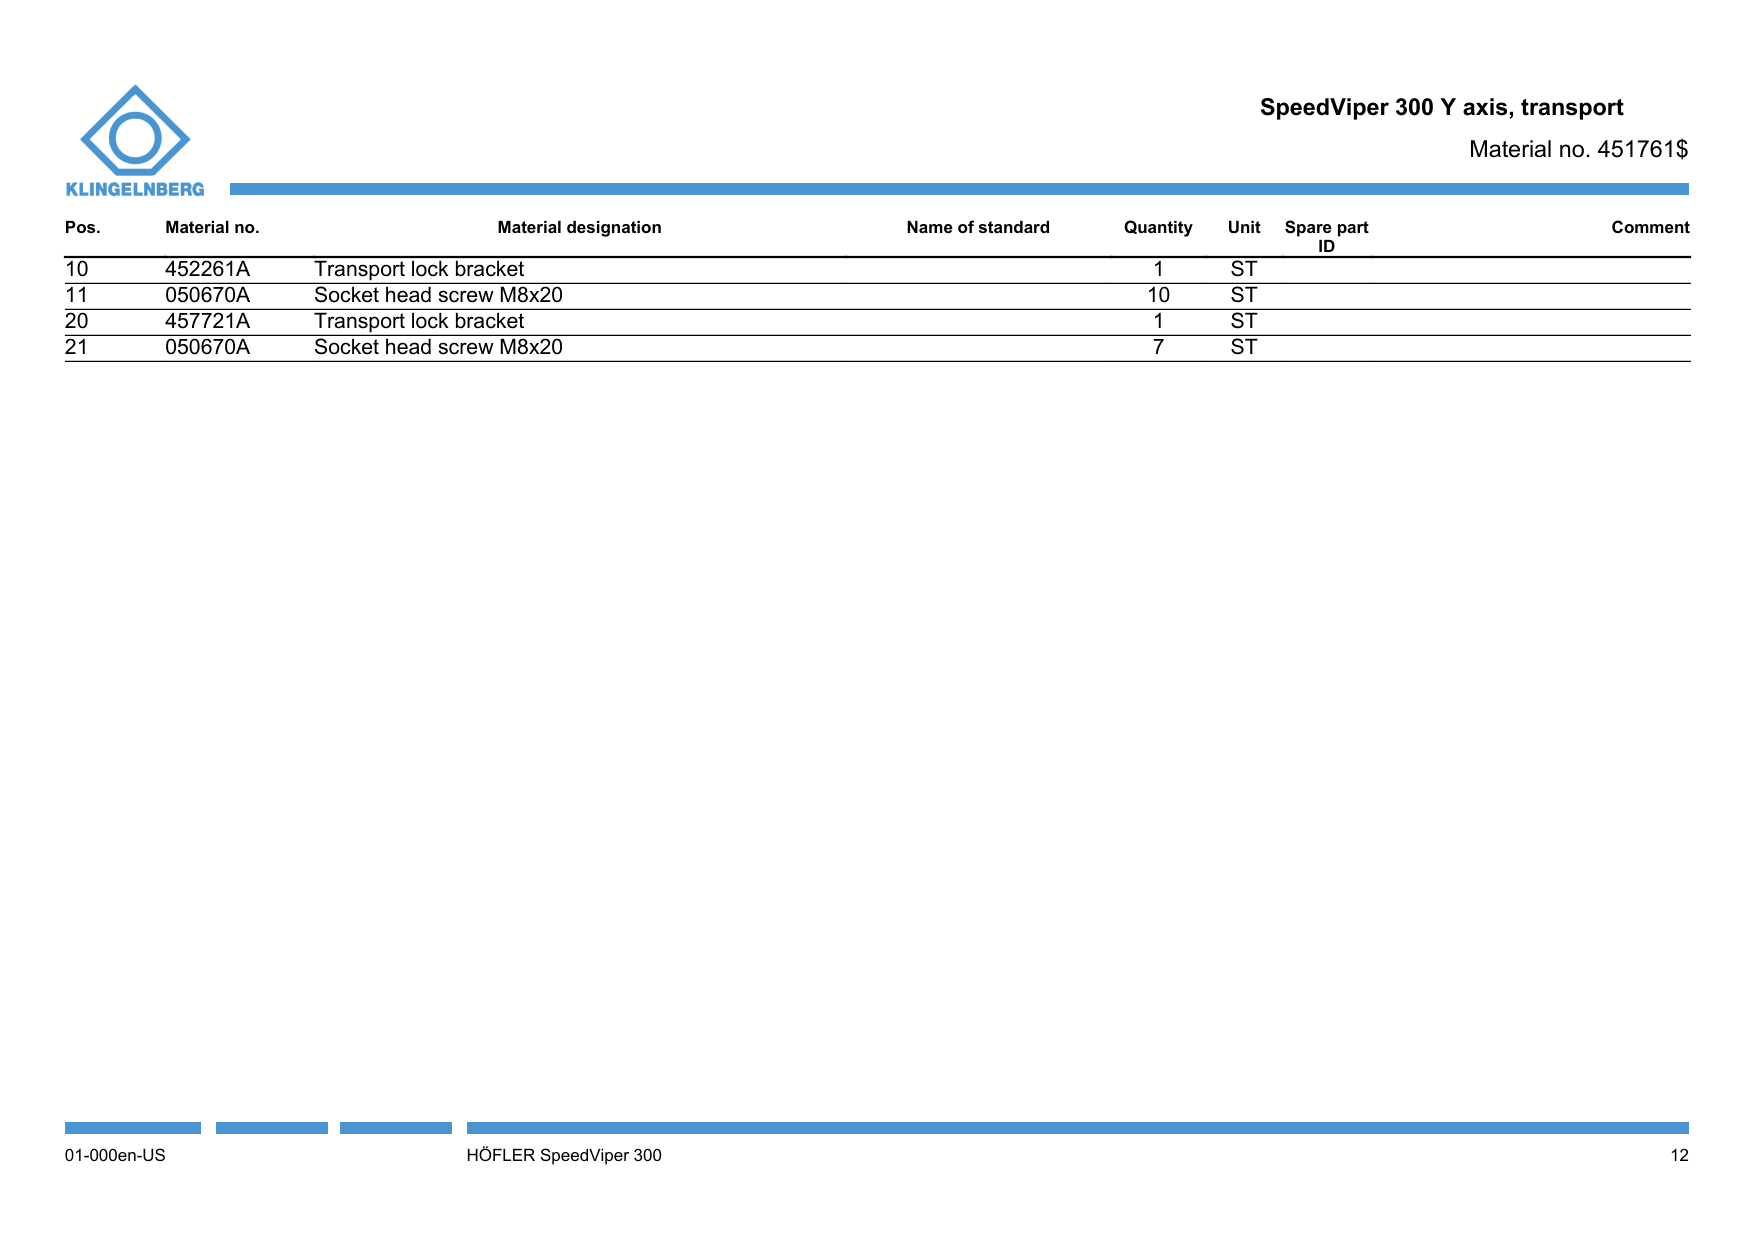 KLINGELNBERG
SpeedViper 300 Y axis, transport
Material no. 451761$
Pos. Material no. Material designation Name of standard Quantity Unit Spare part ID Comment
10 452261A Transport lock bracket 1 ST
11 050670A Socket head screw M8x20 10 ST
20 457721A Transport lock bracket 1 ST
21 050670A Socket head screw M8x20 7 ST
01-000en-US HÖFLER SpeedViper 300 12